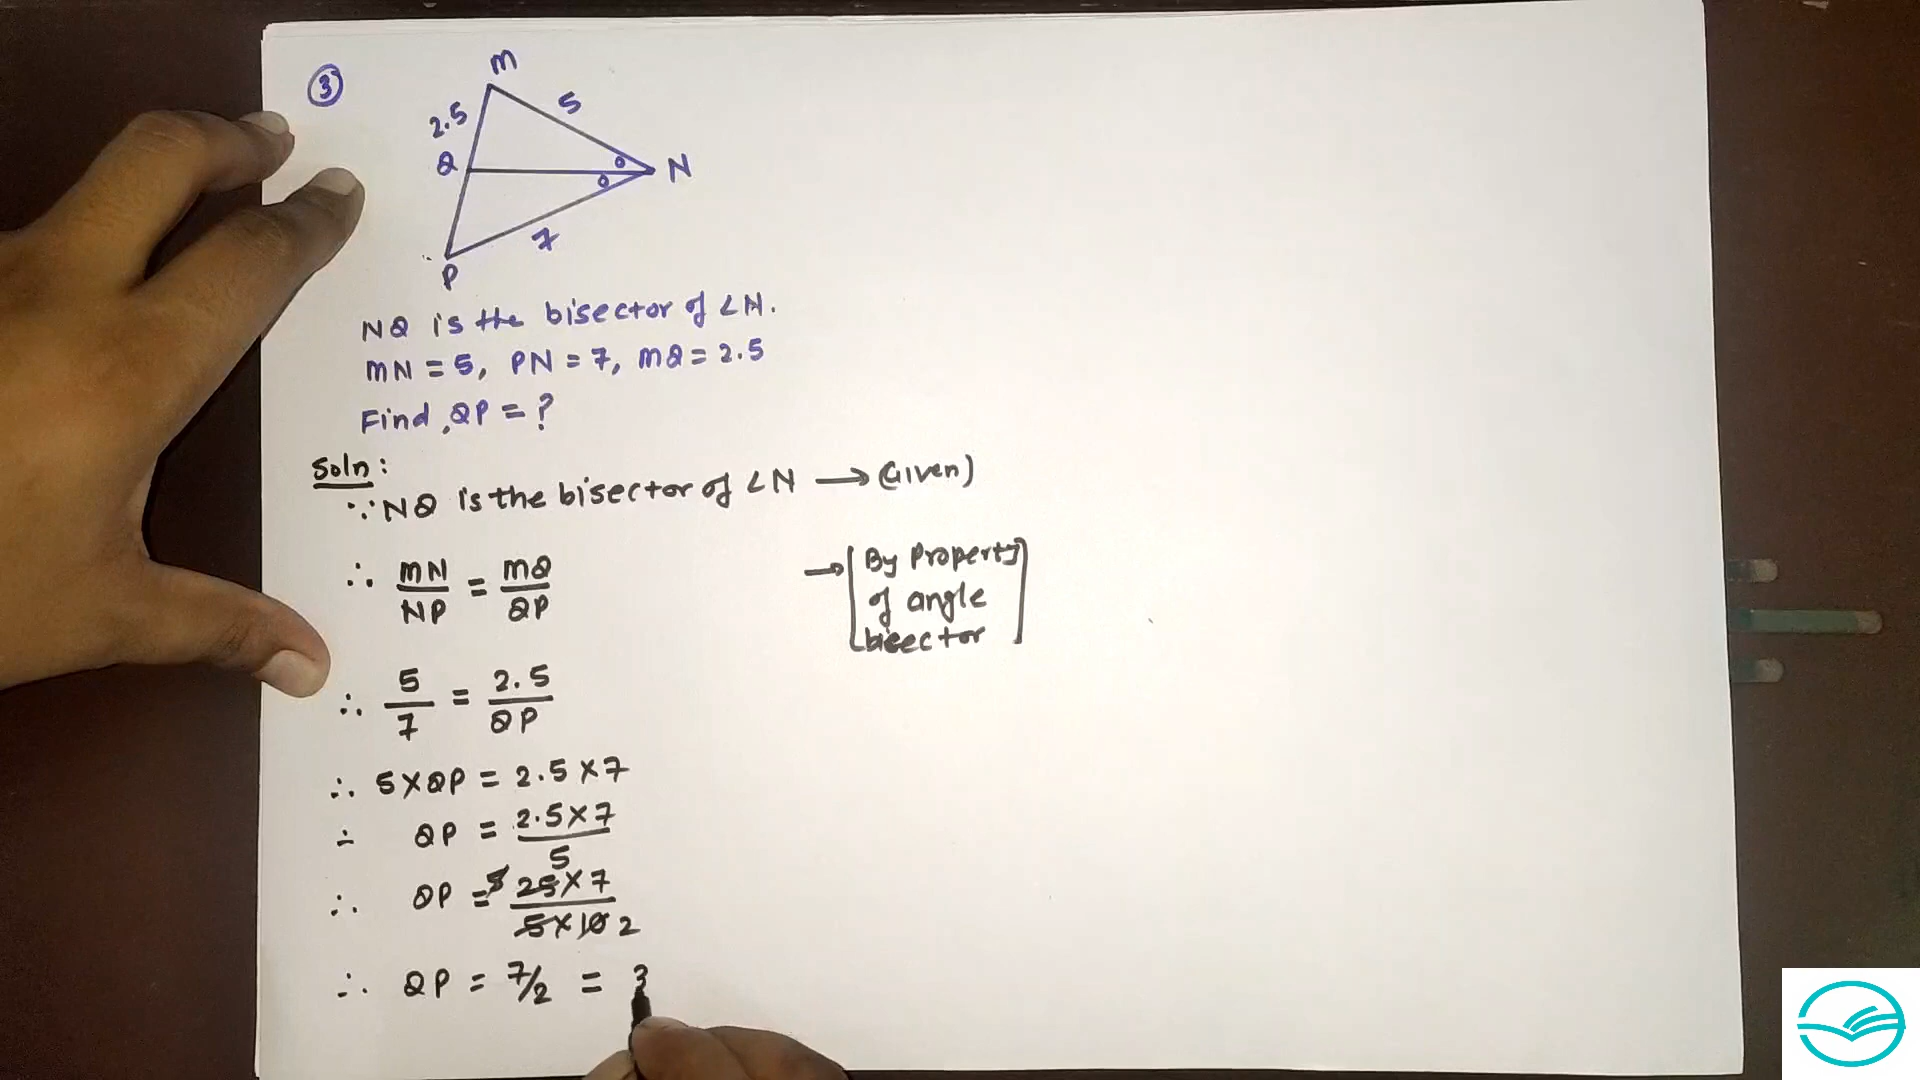 3
M
2.5
5
Q
N
7
P
NQ is the bisector of ∠N.
MN = 5, PN = 7, MQ = 2.5
Find, QP = ?
Soln:
∵ NQ is the bisector of ∠N → (Given)
∴ MN/NP = MQ/QP → [By Property
of angle
bisector]
∴ 5/7 = 2.5/QP
∴ 5×QP = 2.5×7
∴ QP = 2.5×7/5
∴ QP = 5 25×7/5×10 2
∴ QP = 7/2 = 3